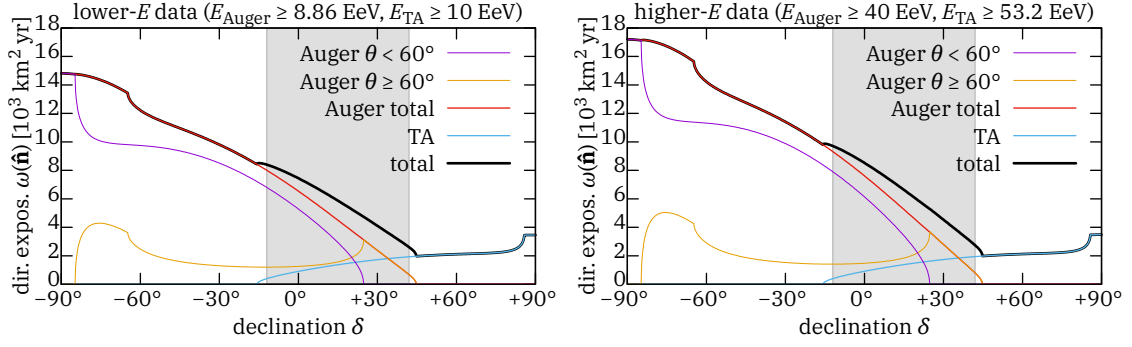 lower-E data (E_Auger ≥ 8.86 EeV, E_TA ≥ 10 EeV)
dir. expos. ω(n̂) [10³ km² yr]
18
16
14
12
10
8
6
4
2
0
Auger θ < 60°
Auger θ ≥ 60°
Auger total
TA
total
−90° −60° −30° 0° +30° +60° +90°
declination δ
higher-E data (E_Auger ≥ 40 EeV, E_TA ≥ 53.2 EeV)
dir. expos. ω(n̂) [10³ km² yr]
18
16
14
12
10
8
6
4
2
0
Auger θ < 60°
Auger θ ≥ 60°
Auger total
TA
total
−90° −60° −30° 0° +30° +60° +90°
declination δ